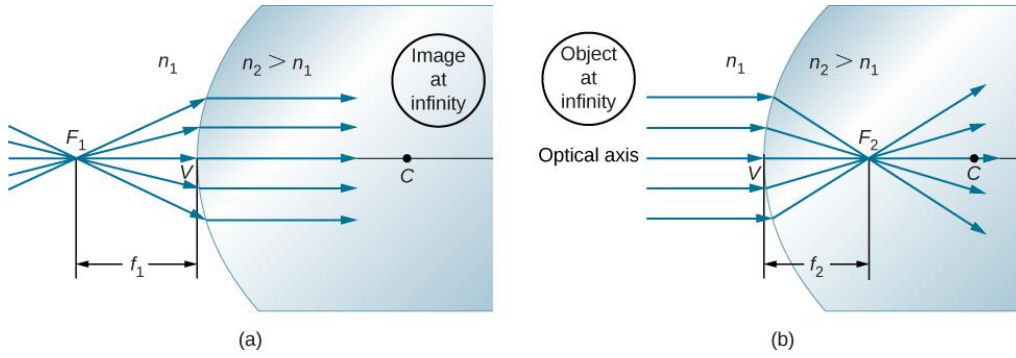 n₁
n₂ > n₁
Image
at
infinity
F₁
V
C
f₁
(a)
Object
at
infinity
n₁
n₂ > n₁
Optical axis
F₂
V
C
f₂
(b)